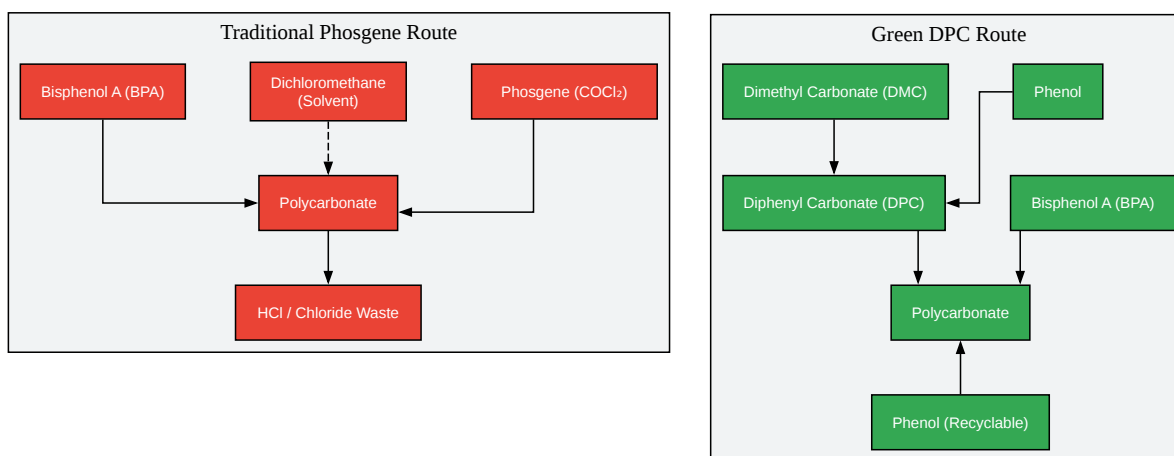 Traditional Phosgene Route
Bisphenol A (BPA)
Dichloromethane
(Solvent)
Phosgene (COCl₂)
Polycarbonate
HCl / Chloride Waste
Green DPC Route
Dimethyl Carbonate (DMC)
Phenol
Diphenyl Carbonate (DPC)
Bisphenol A (BPA)
Polycarbonate
Phenol (Recyclable)